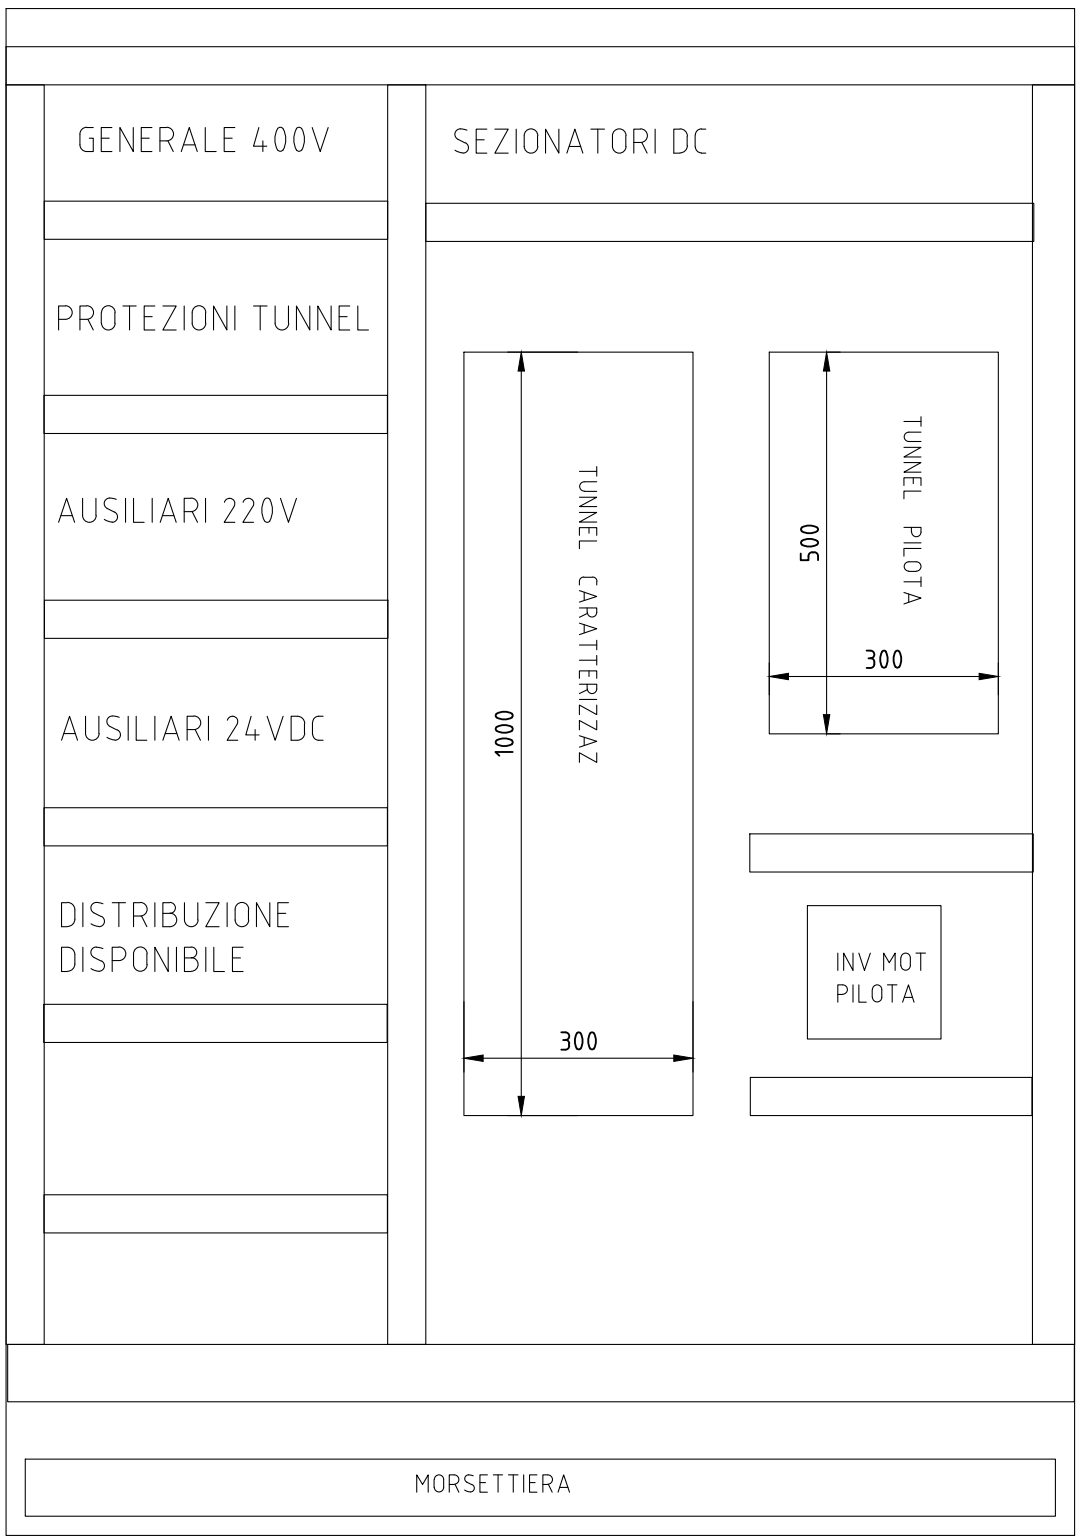 GENERALE 400V
SEZIONATORI DC
PROTEZIONI TUNNEL
AUSILIARI 220V
AUSILIARI 24VDC
DISTRIBUZIONE
DISPONIBILE
TUNNEL CARATTERIZZAZ
1000
300
TUNNEL PILOTA
500
300
INV MOT
PILOTA
MORSETTIERA